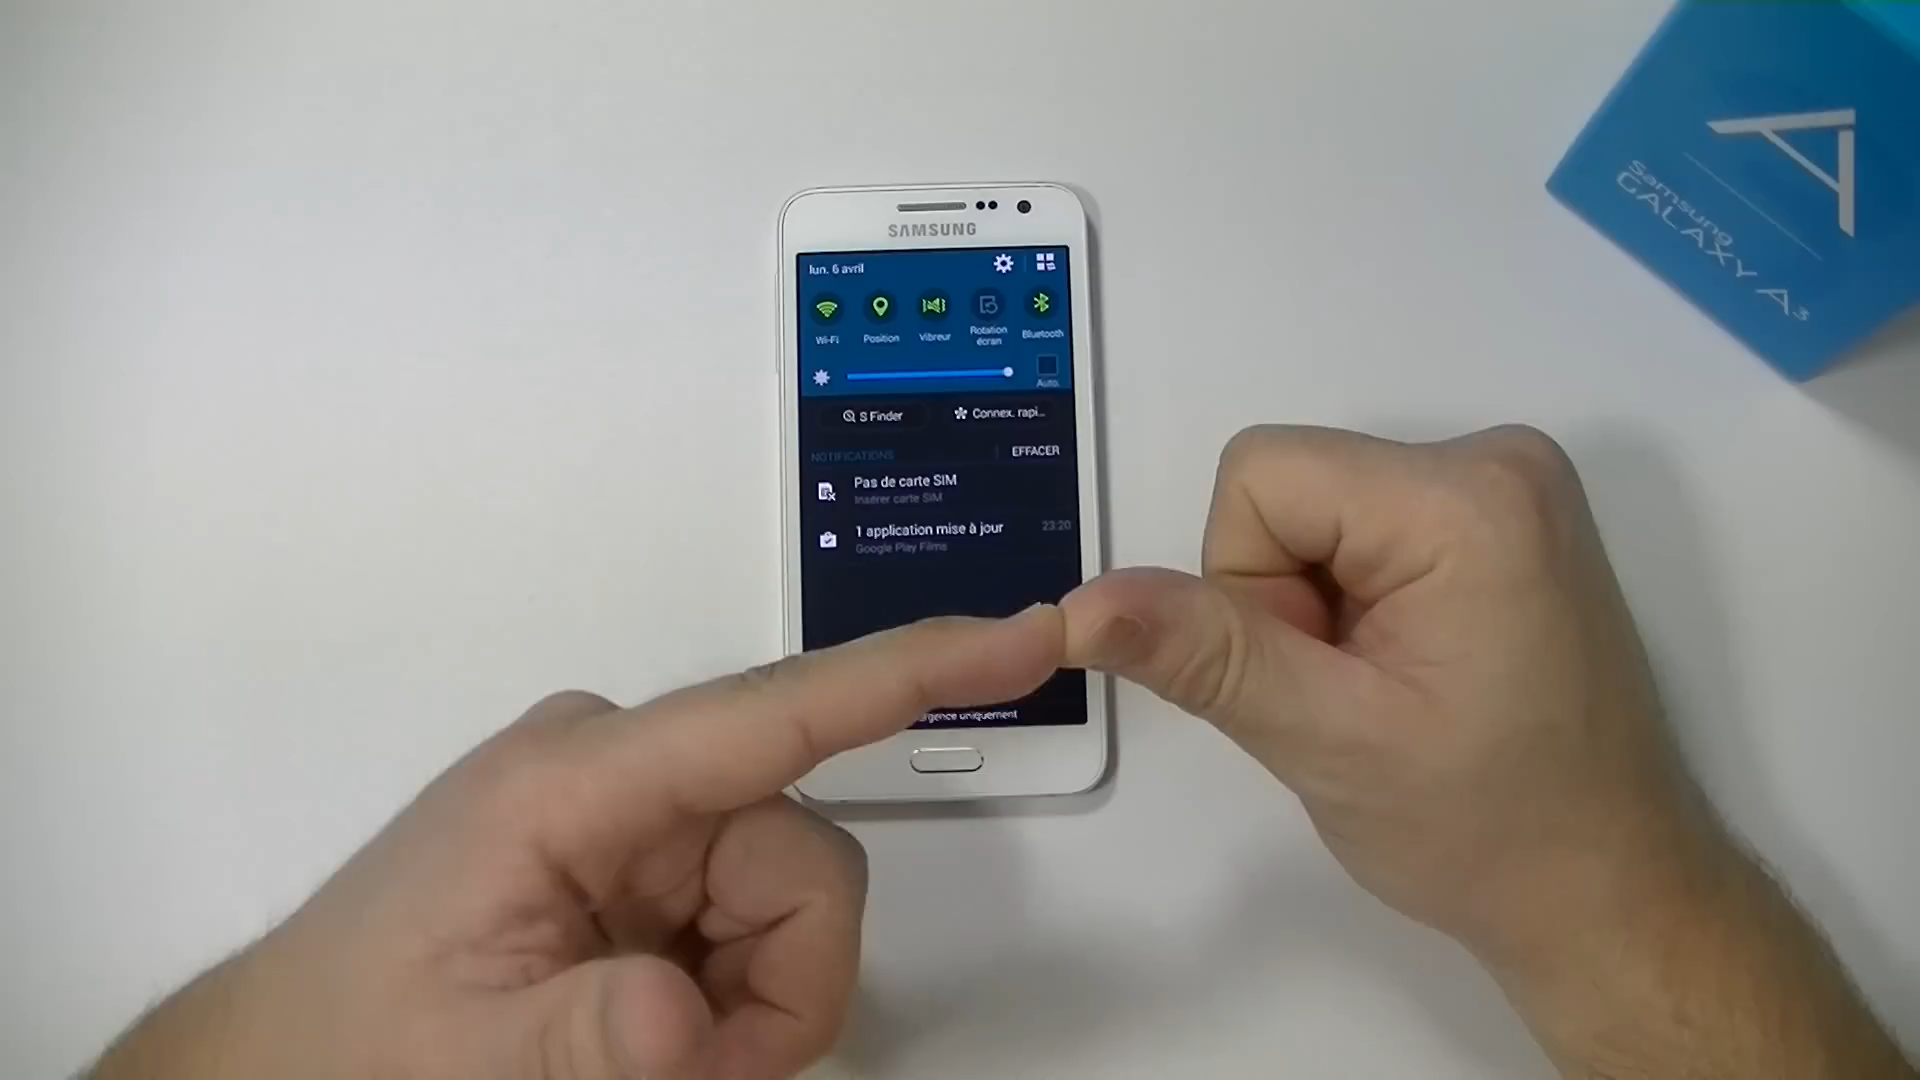 SAMSUNG
lun. 6 avril
Wi-Fi
Position
Vibreur
Rotation
écran
Bluetooth
Auto.
S Finder
Connex. rapi...
NOTIFICATIONS
EFFACER
Pas de carte SIM
Insérer carte SIM
1 application mise à jour
23:20
Google Play Films
uniquement
A
Samsung
GALAXY A3